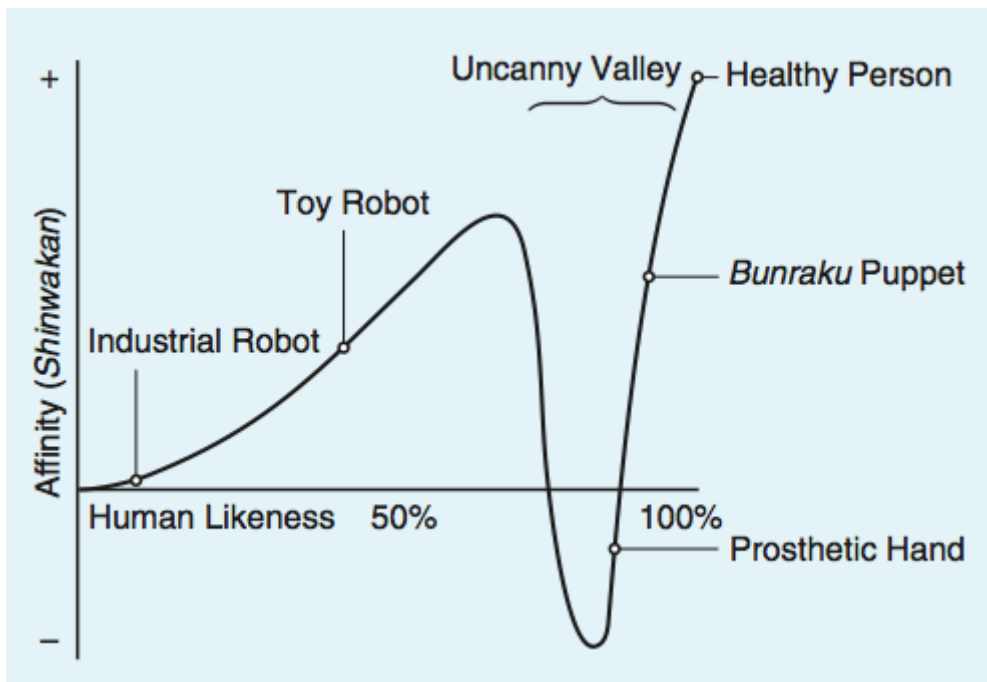 +
Uncanny Valley
Healthy Person
Toy Robot
Bunraku Puppet
Industrial Robot
Affinity (Shinwakan)
Human Likeness 50% 100%
Prosthetic Hand
–